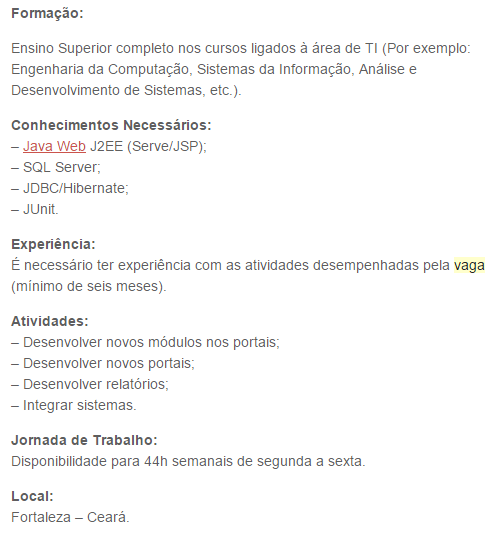 Formação:
Ensino Superior completo nos cursos ligados à área de TI (Por exemplo:
Engenharia da Computação, Sistemas da Informação, Análise e
Desenvolvimento de Sistemas, etc.).
Conhecimentos Necessários:
– Java Web J2EE (Serve/JSP);
– SQL Server;
– JDBC/Hibernate;
– JUnit.
Experiência:
É necessário ter experiência com as atividades desempenhadas pela vaga
(mínimo de seis meses).
Atividades:
– Desenvolver novos módulos nos portais;
– Desenvolver novos portais;
– Desenvolver relatórios;
– Integrar sistemas.
Jornada de Trabalho:
Disponibilidade para 44h semanais de segunda a sexta.
Local:
Fortaleza – Ceará.